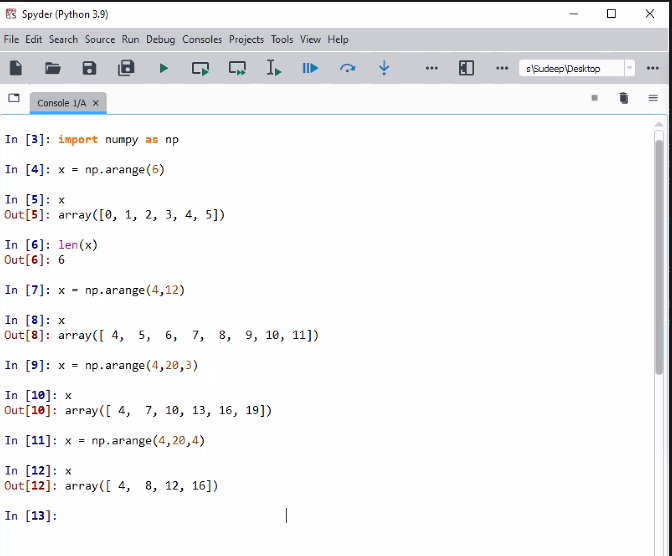 Spyder (Python 3.9)
File Edit Search Source Run Debug Consoles Projects Tools View Help
s\Sudeep\Desktop
Console 1/A
In [3]: import numpy as np
In [4]: x = np.arange(6)
In [5]: x
Out[5]: array([0, 1, 2, 3, 4, 5])
In [6]: len(x)
Out[6]: 6
In [7]: x = np.arange(4,12)
In [8]: x
Out[8]: array([ 4,  5,  6,  7,  8,  9, 10, 11])
In [9]: x = np.arange(4,20,3)
In [10]: x
Out[10]: array([ 4,  7, 10, 13, 16, 19])
In [11]: x = np.arange(4,20,4)
In [12]: x
Out[12]: array([ 4,  8, 12, 16])
In [13]: